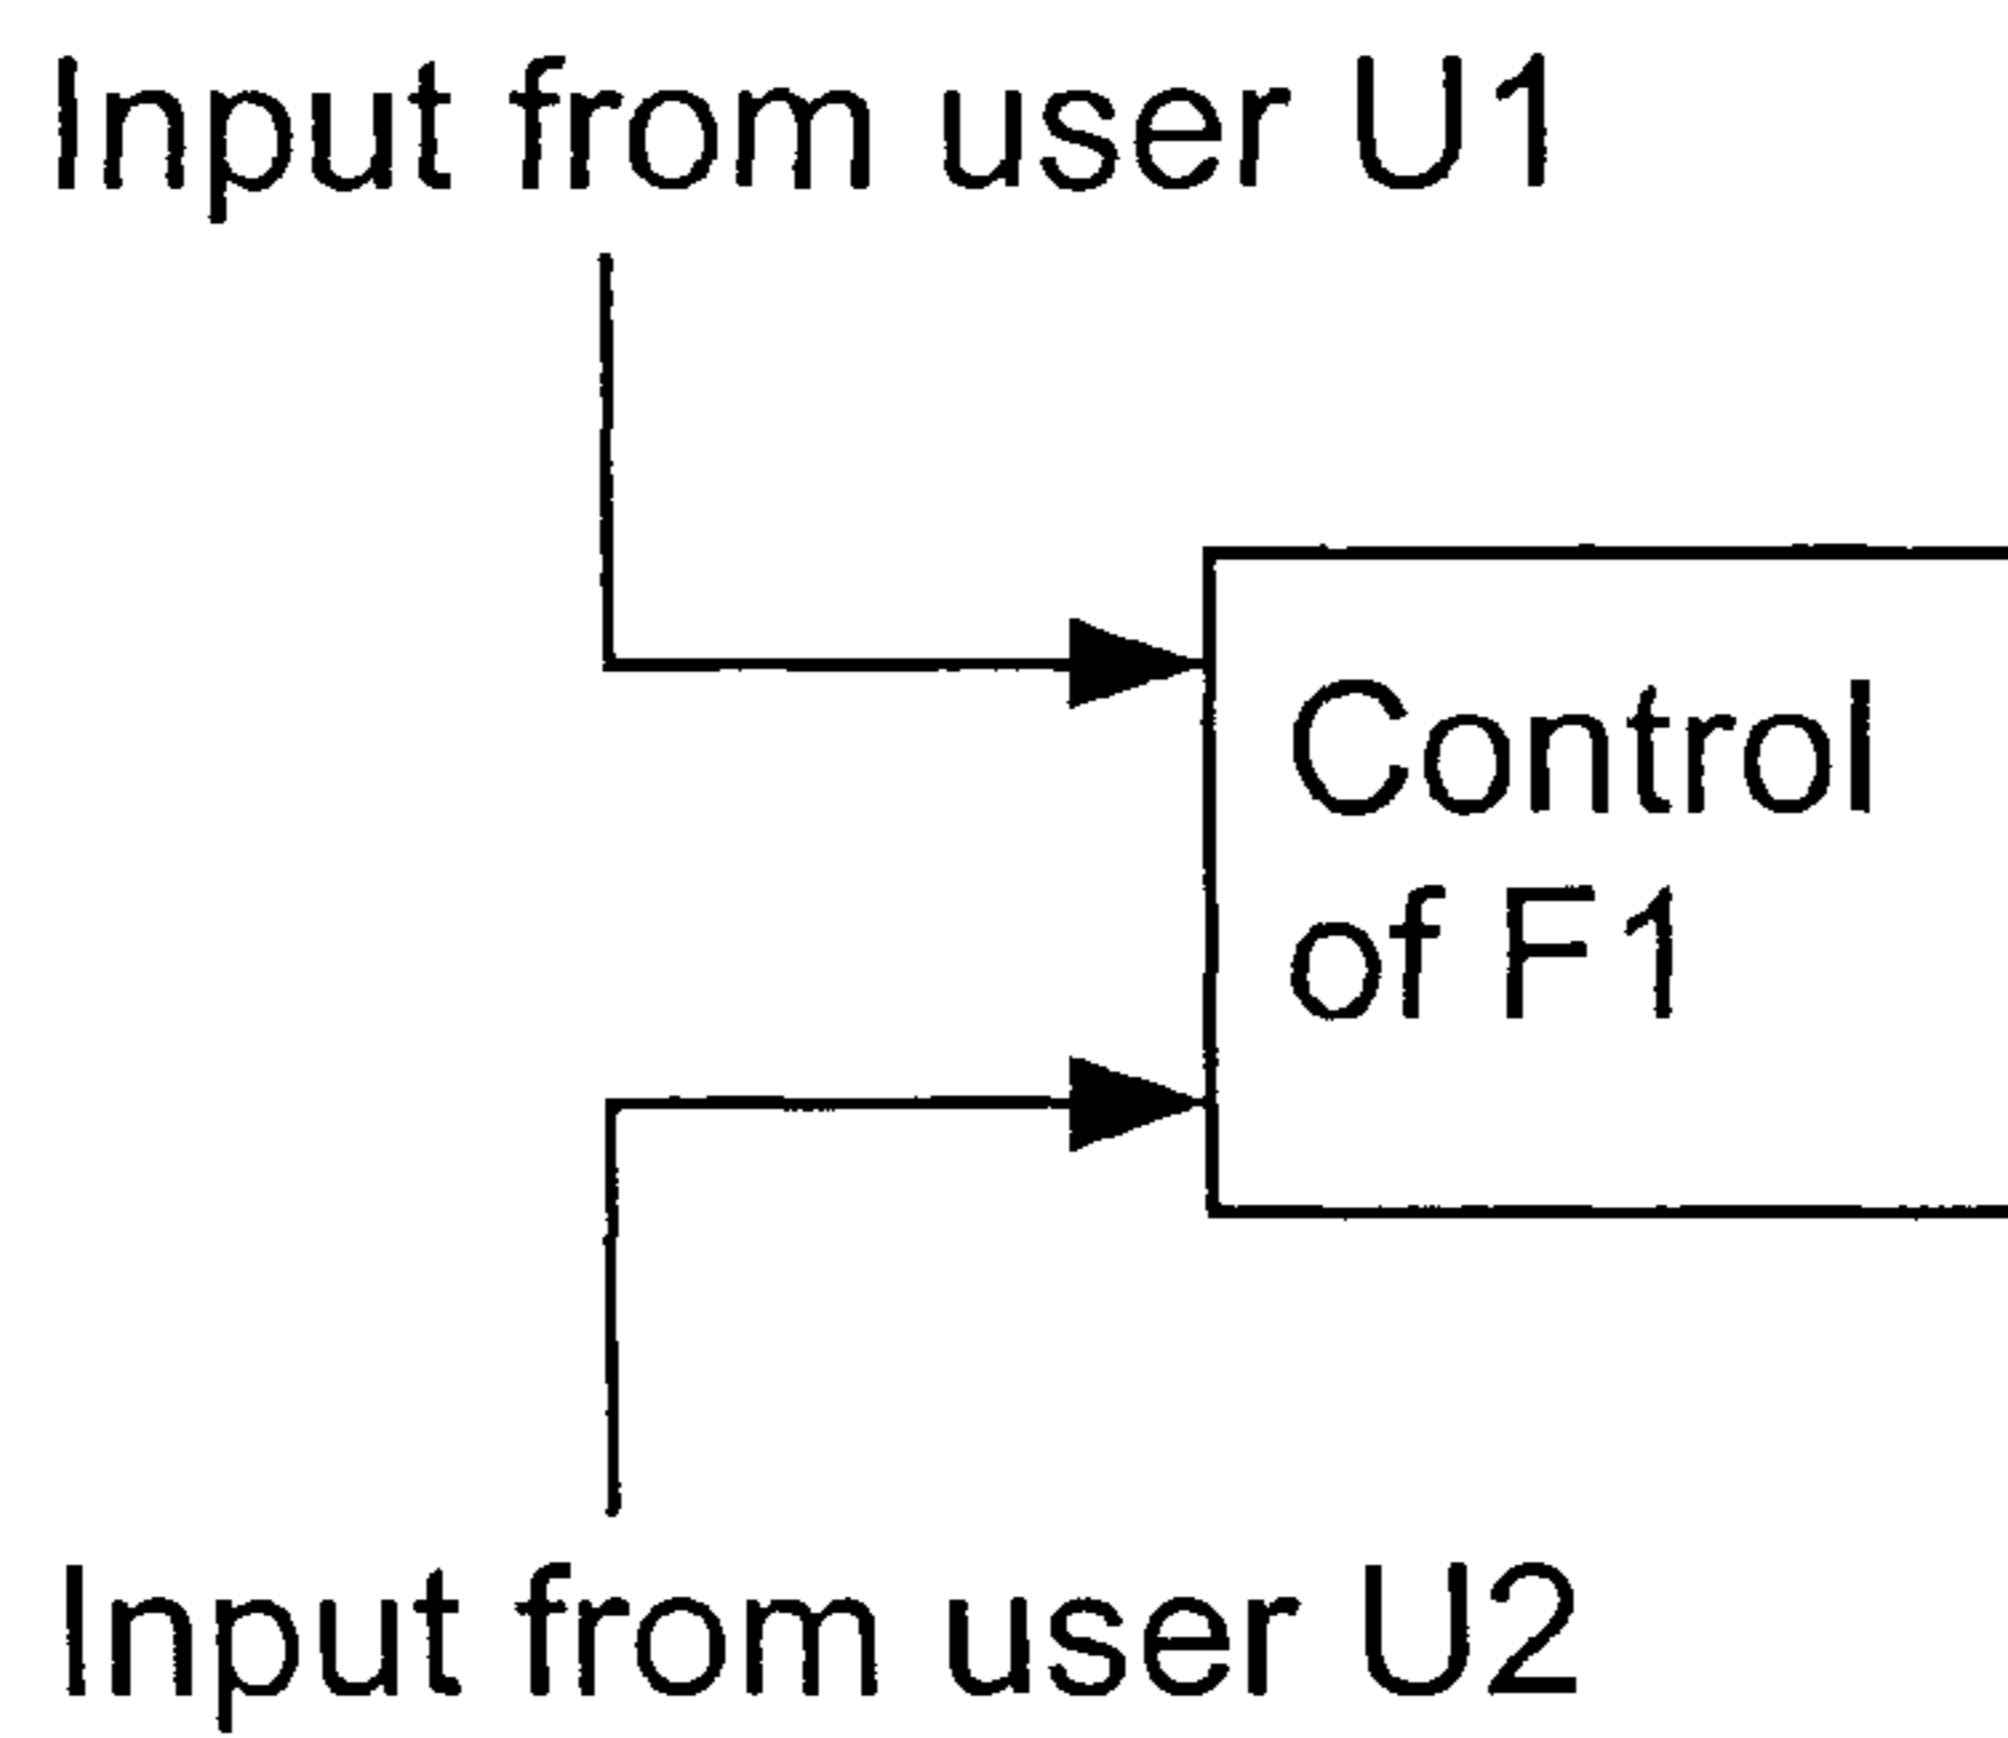 Input from user U1
Control
of F1
Input from user U2